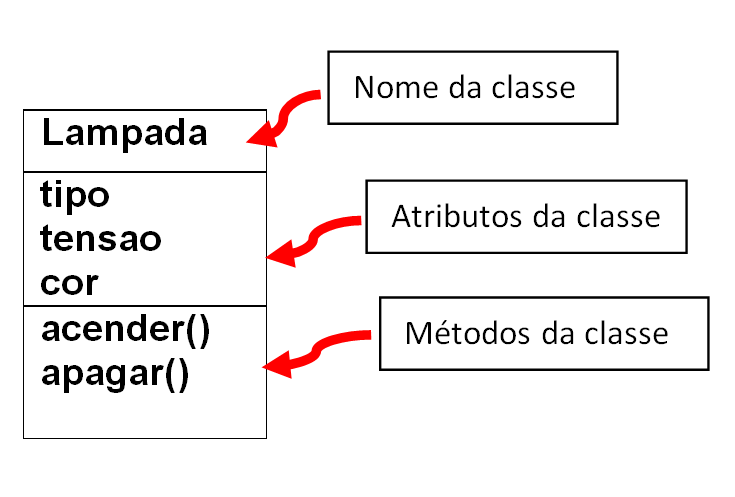 Nome da classe
Lampada
tipo
Atributos da classe
tensao
cor
acender()
Métodos da classe
apagar()